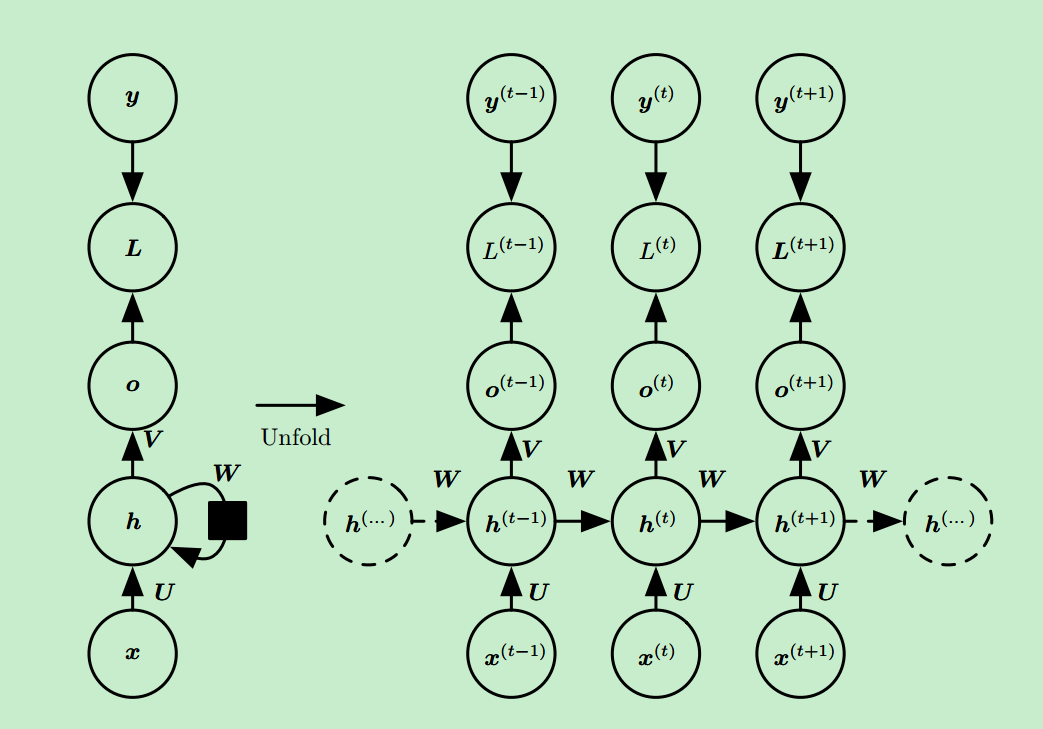 y y^(t−1) y^(t) y^(t+1)
L L^(t−1) L^(t) L^(t+1)
o o^(t−1) o^(t) o^(t+1)
Unfold
V V V V
W W W W W
h h^(...) h^(t−1) h^(t) h^(t+1) h^(...)
U U U U
x x^(t−1) x^(t) x^(t+1)